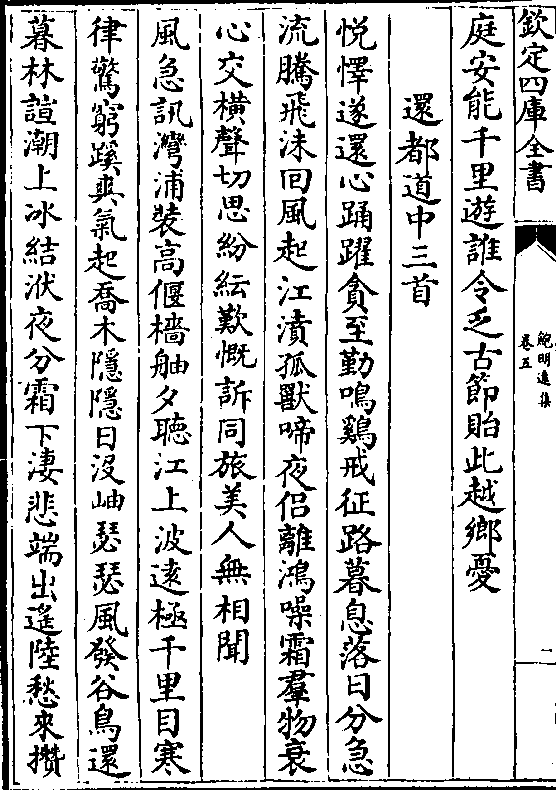 欽定四庫全書
鮑明遠集
卷五
二
庭安能千里遊誰令乏古節貽此越鄉憂
還都道中三首
悅懌遂還心踊躍貪至勤鳴鷄戒征路暮息落日分急
流騰飛沫回風起江濆孤獸啼夜侶離鴻噪霜羣物衰
心交橫聲切思紛紜歎慨訴同旅美人無相聞
風急訊灣浦裝高偃檣舳夕聽江上波遠極千里目寒
律驚窮蹊爽氣起喬木隱隱日沒岫瑟瑟風發谷鳥還
暮林諠潮上冰結洑夜分霜下淒悲端出遙陸愁來攢